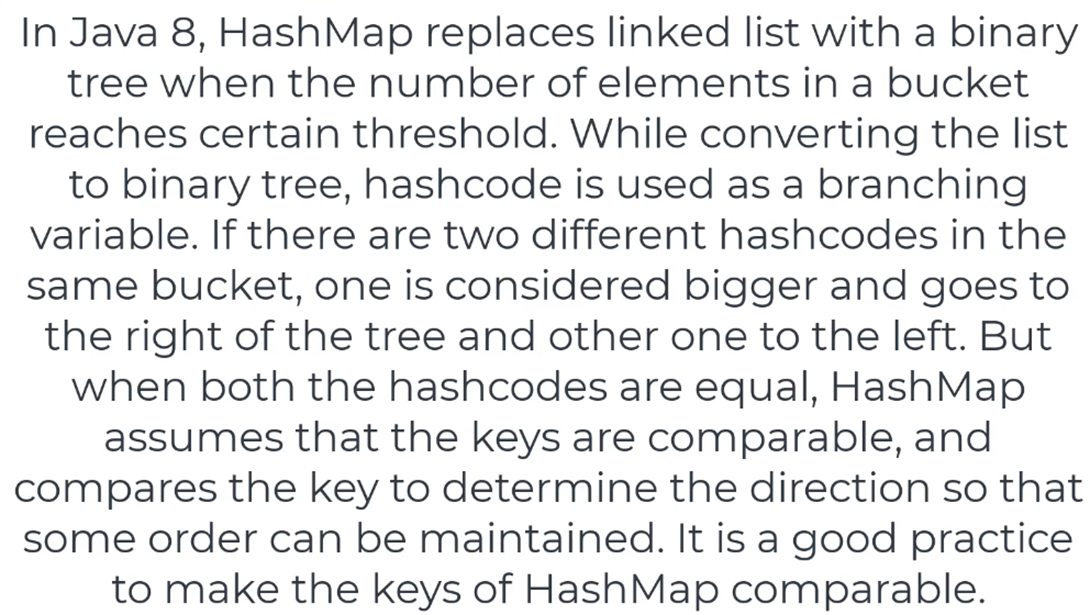 In Java 8, HashMap replaces linked list with a binary
tree when the number of elements in a bucket
reaches certain threshold. While converting the list
to binary tree, hashcode is used as a branching
variable. If there are two different hashcodes in the
same bucket, one is considered bigger and goes to
the right of the tree and other one to the left. But
when both the hashcodes are equal, HashMap
assumes that the keys are comparable, and
compares the key to determine the direction so that
some order can be maintained. It is a good practice
to make the keys of HashMap comparable.